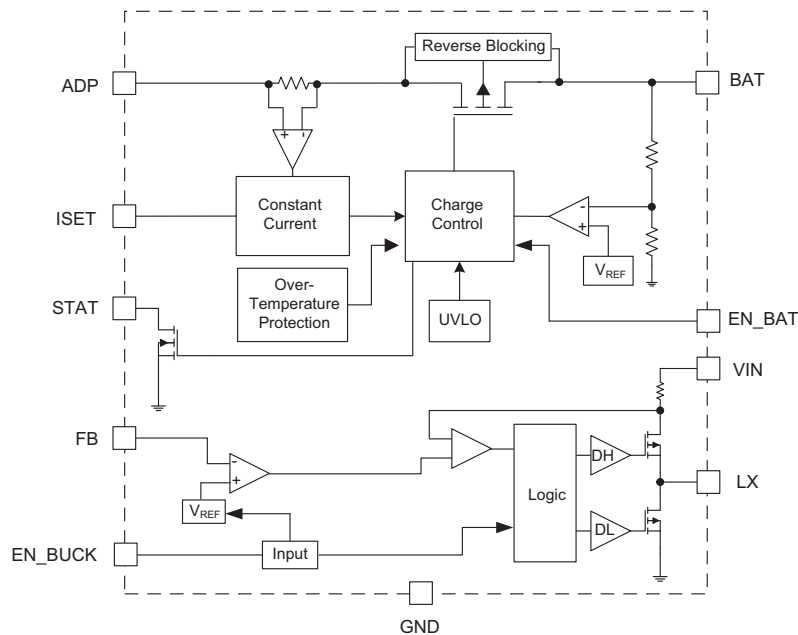 Reverse Blocking
ADP
BAT
+ -
ISET
Constant
Current
Charge
Control
-
+
VREF
Over-
Temperature
Protection
UVLO
STAT
EN_BAT
VIN
FB
-
+
VREF
Logic
DH
DL
LX
EN_BUCK
Input
GND